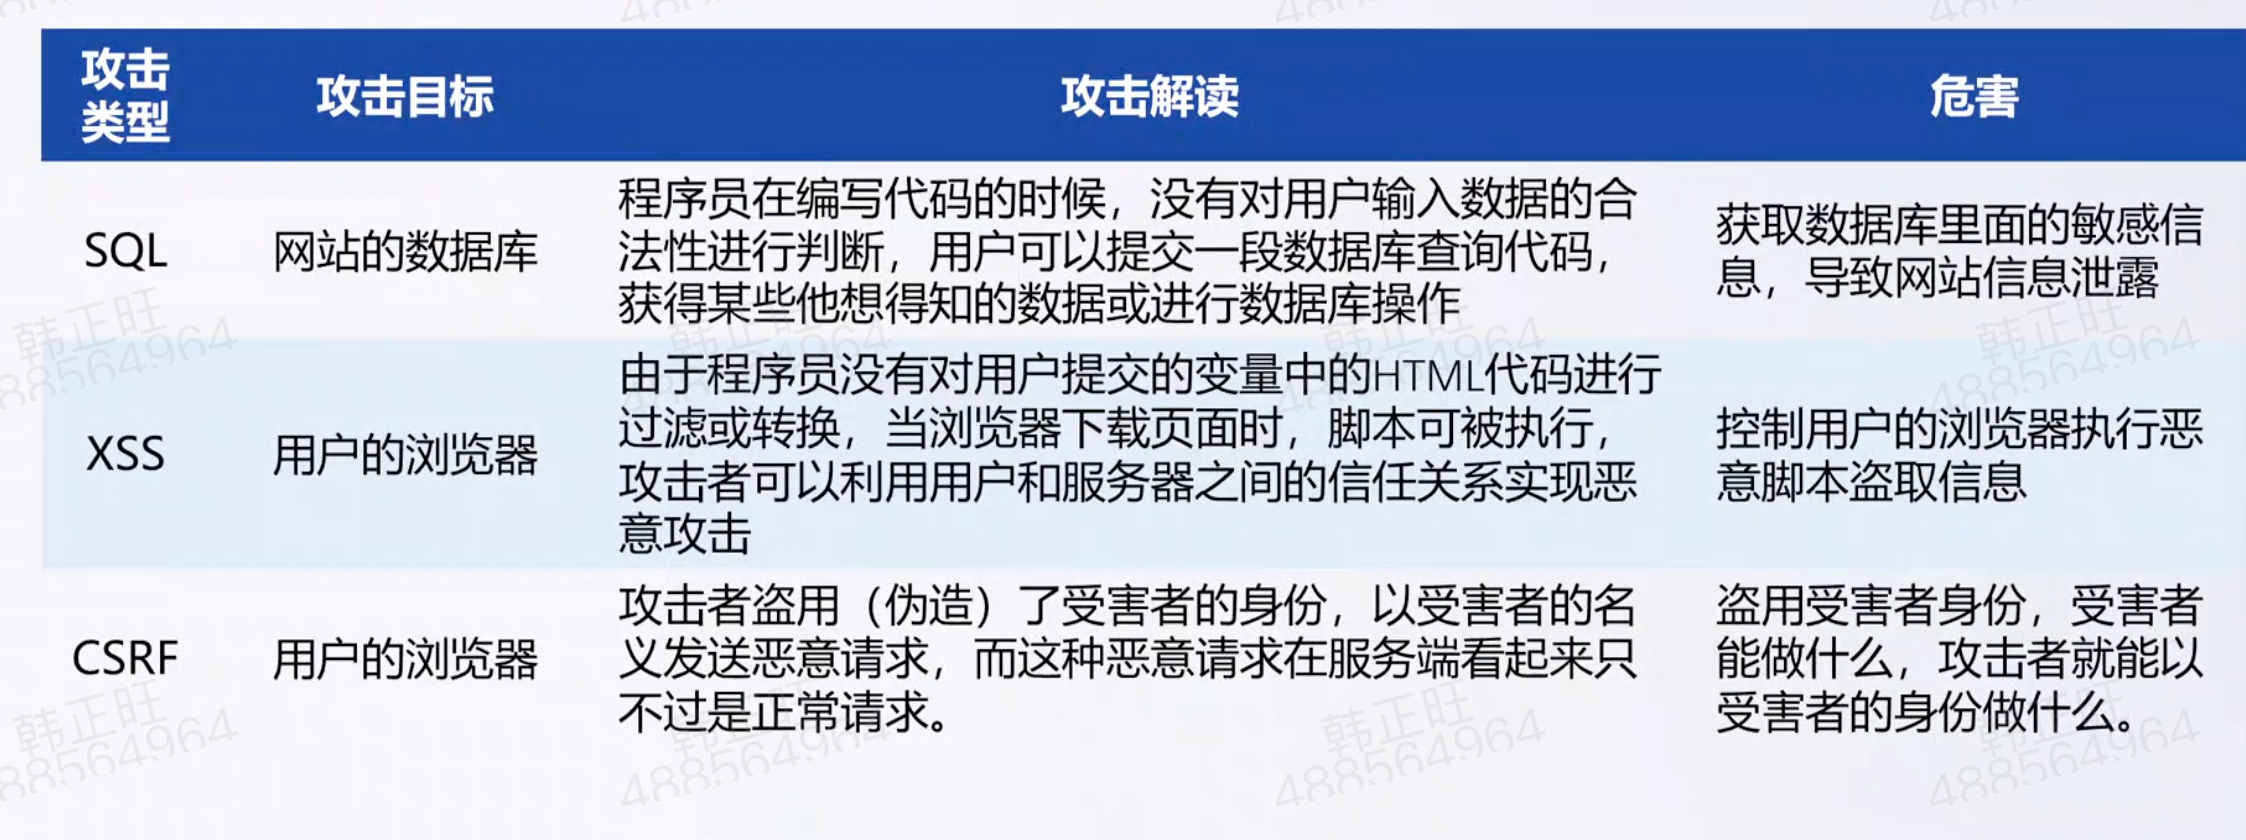 攻击
类型
攻击目标
攻击解读
危害
SQL
网站的数据库
程序员在编写代码的时候，没有对用户输入数据的合
法性进行判断，用户可以提交一段数据库查询代码，
获得某些他想得知的数据或进行数据库操作
获取数据库里面的敏感信
息，导致网站信息泄露
XSS
用户的浏览器
由于程序员没有对用户提交的变量中的HTML代码进行
过滤或转换，当浏览器下载页面时，脚本可被执行，
攻击者可以利用用户和服务器之间的信任关系实现恶
意攻击
控制用户的浏览器执行恶
意脚本盗取信息
CSRF
用户的浏览器
攻击者盗用（伪造）了受害者的身份，以受害者的名
义发送恶意请求，而这种恶意请求在服务端看起来只
不过是正常请求。
盗用受害者身份，受害者
能做什么，攻击者就能以
受害者的身份做什么。
韩正旺
488564964